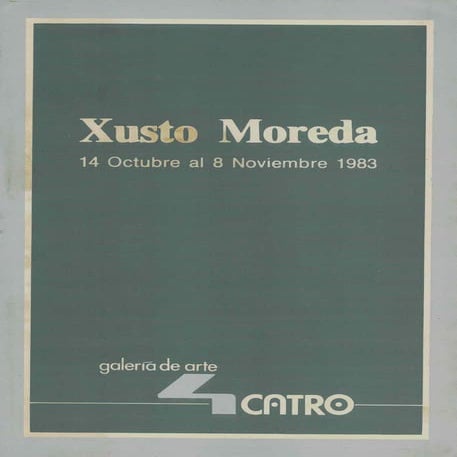 Xusto Moreda
14 Octubre al 8 Noviembre 1983
galería de arte
4 CATRO